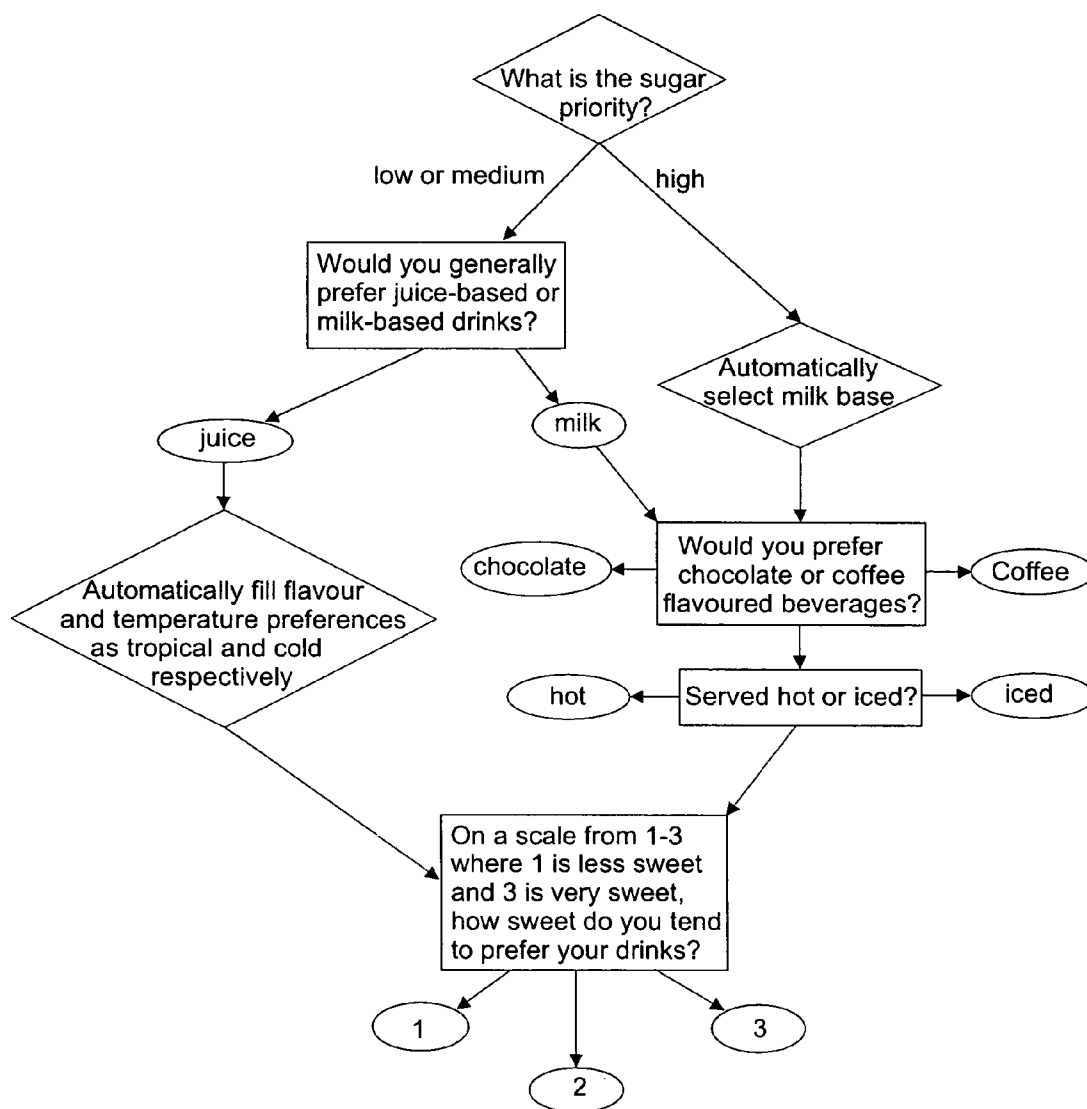 What is the sugar
priority?
low or medium
high
Would you generally
prefer juice-based or
milk-based drinks?
Automatically
select milk base
juice
milk
Would you prefer
chocolate or coffee
flavoured beverages?
chocolate
Coffee
Automatically fill flavour
and temperature preferences
as tropical and cold
respectively
Served hot or iced?
hot
iced
On a scale from 1-3
where 1 is less sweet
and 3 is very sweet,
how sweet do you tend
to prefer your drinks?
1
2
3